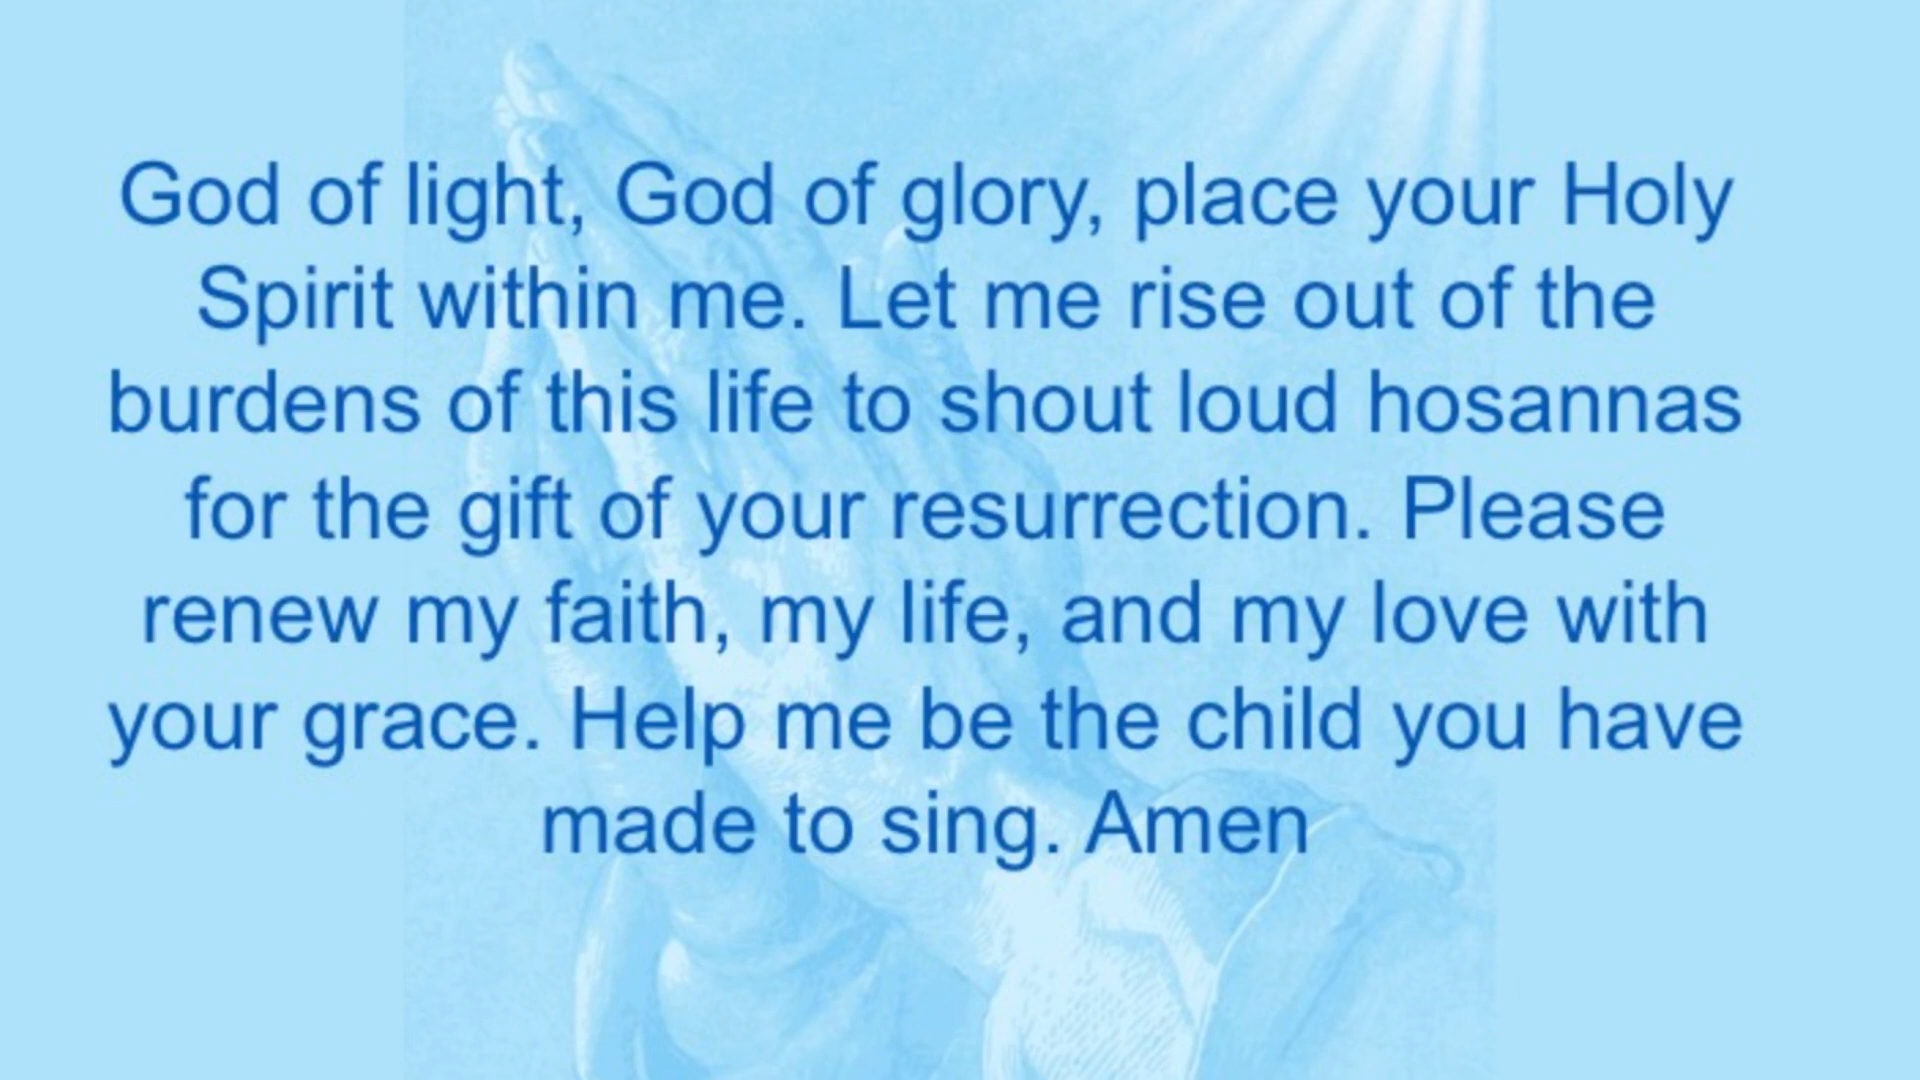 God of light, God of glory, place your Holy
Spirit within me. Let me rise out of the
burdens of this life to shout loud hosannas
for the gift of your resurrection. Please
renew my faith, my life, and my love with
your grace. Help me be the child you have
made to sing. Amen